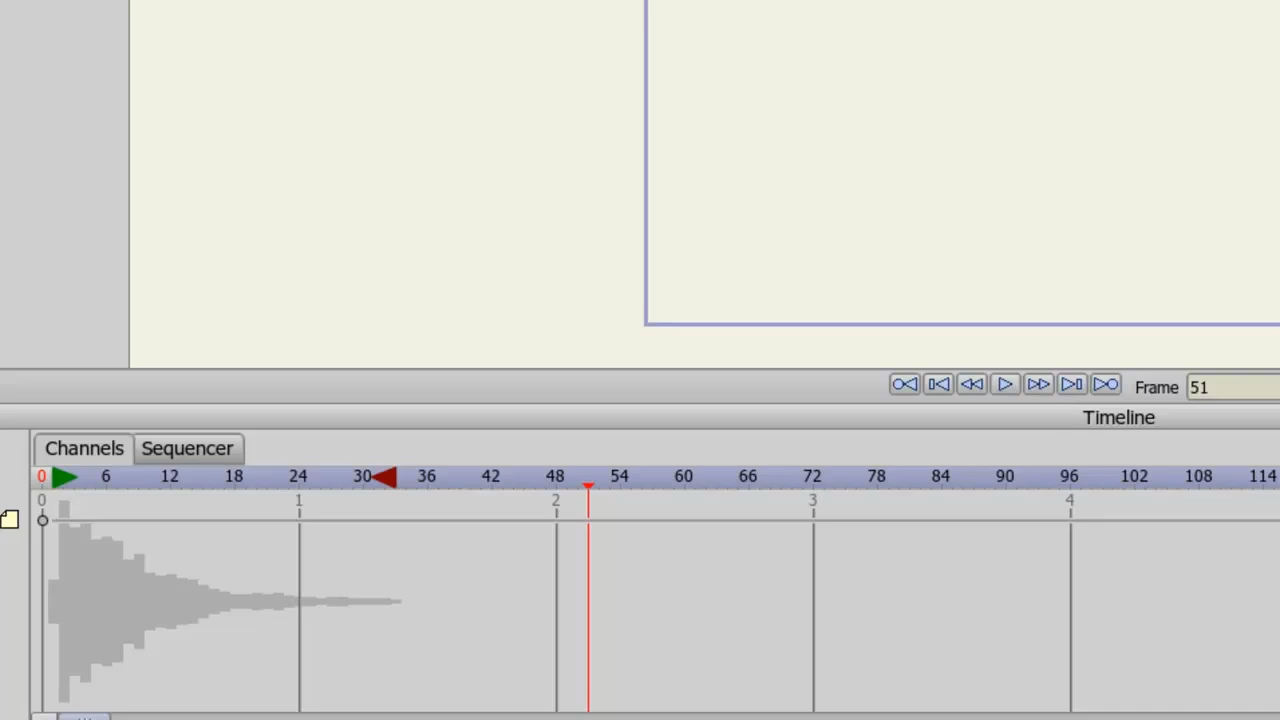 Frame 51
Timeline
Channels Sequencer
0 6 12 18 24 30 36 42 48 54 60 66 72 78 84 90 96 102 108 114
0 1 2 3 4